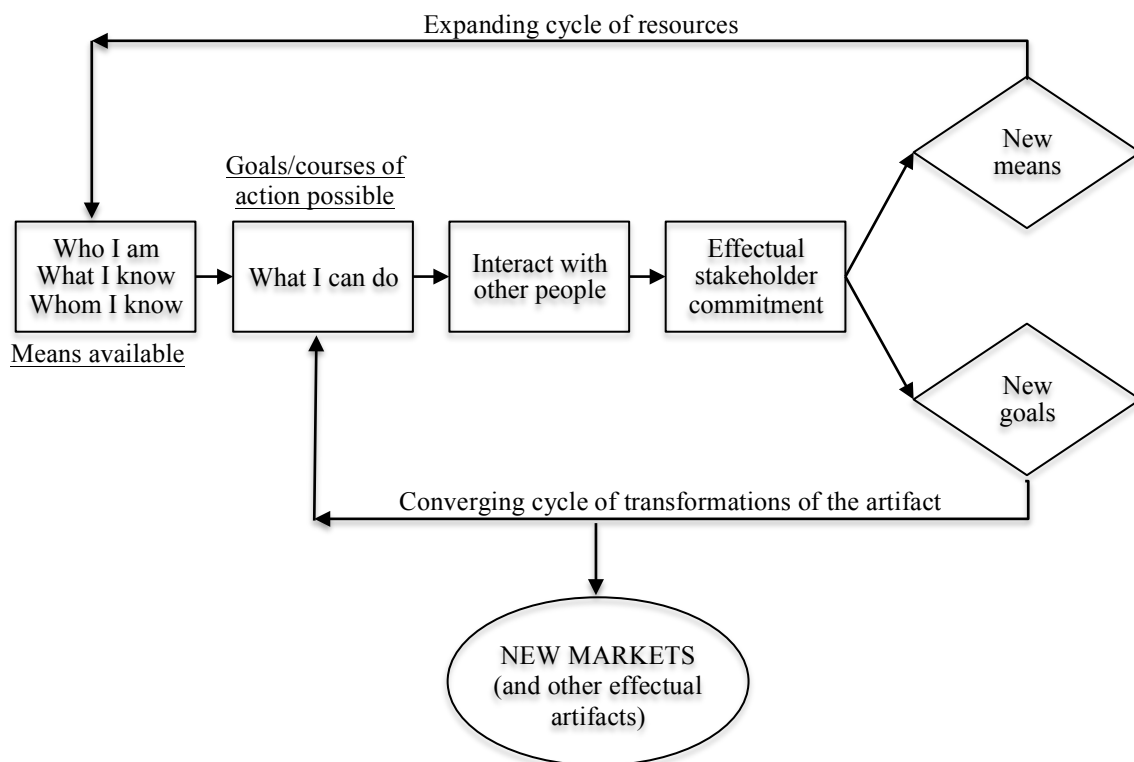 Expanding cycle of resources
New
means
Goals/courses of
action possible
Who I am
What I know
Whom I know
What I can do
Interact with
other people
Effectual
stakeholder
commitment
Means available
New
goals
Converging cycle of transformations of the artifact
NEW MARKETS
(and other effectual
artifacts)